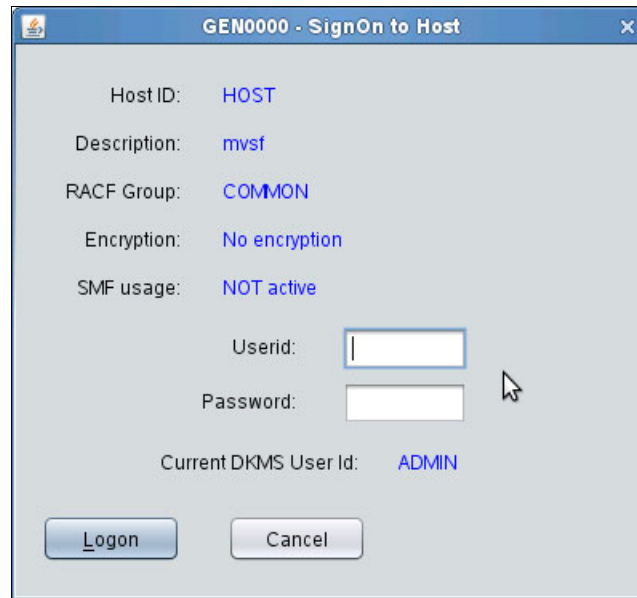 GEN0000 - SignOn to Host
Host ID: HOST
Description: mvsf
RACF Group: COMMON
Encryption: No encryption
SMF usage: NOT active
Userid:
Password:
Current DKMS User Id: ADMIN
Logon Cancel